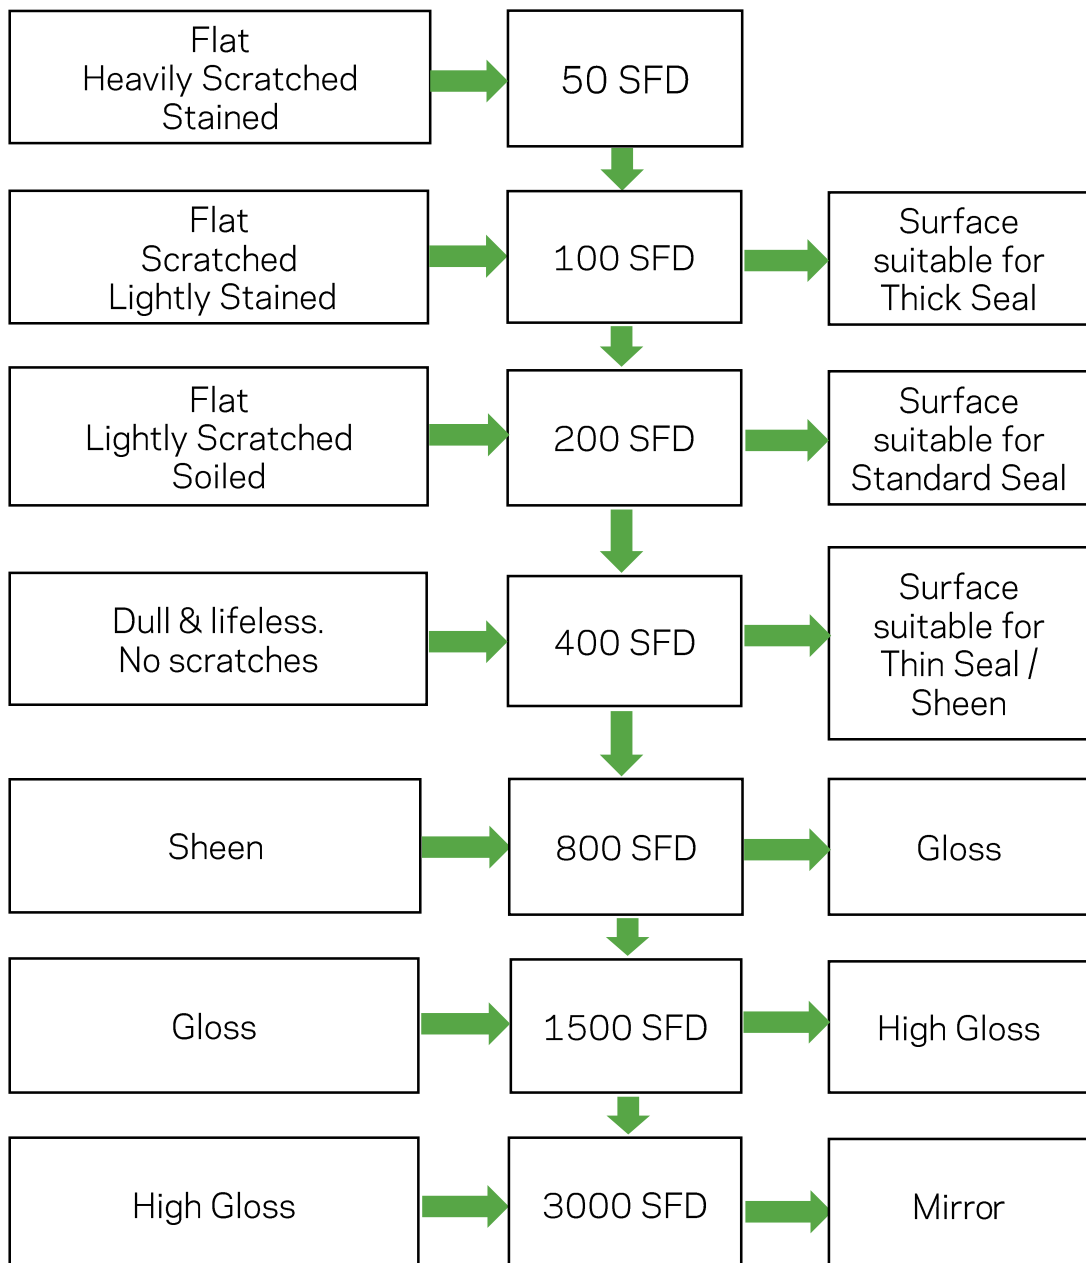 Flat
Heavily Scratched
Stained
50 SFD
Flat
Scratched
Lightly Stained
100 SFD
Surface
suitable for
Thick Seal
Flat
Lightly Scratched
Soiled
200 SFD
Surface
suitable for
Standard Seal
Dull & lifeless.
No scratches
400 SFD
Surface
suitable for
Thin Seal /
Sheen
Sheen
800 SFD
Gloss
Gloss
1500 SFD
High Gloss
High Gloss
3000 SFD
Mirror